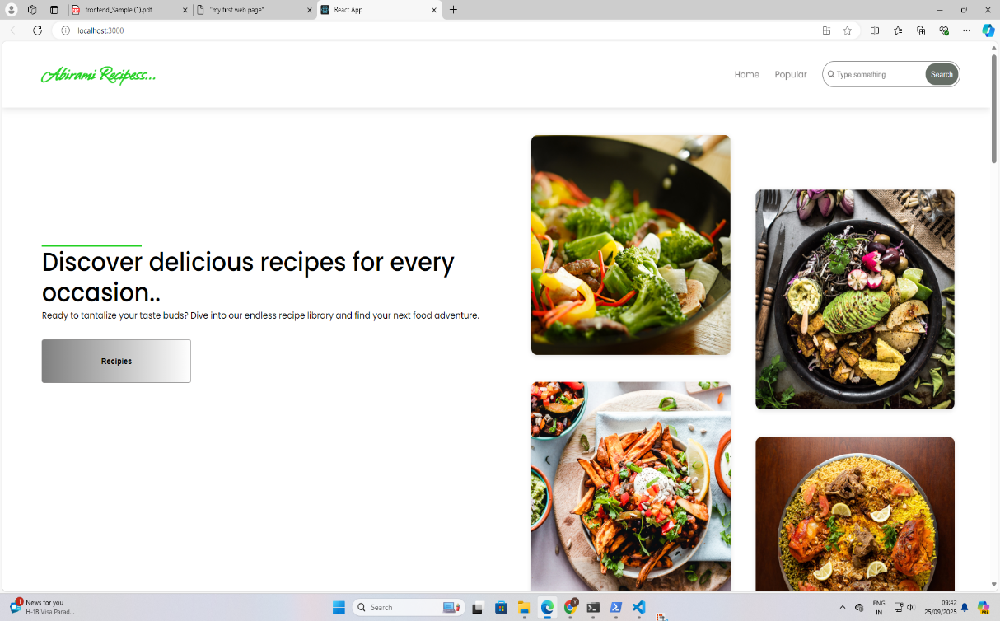 frontend_Sample (1).pdf
"my first web page"
React App
localhost:3000
Abirami Recipess...
Home
Popular
Type something..
Search
Discover delicious recipes for every
occasion..
Ready to tantalize your taste buds? Dive into our endless recipe library and find your next food adventure.
Recipies
1
News for you
H-1B Visa Parad...
Search
ENG
IN
09:42
25/09/2025